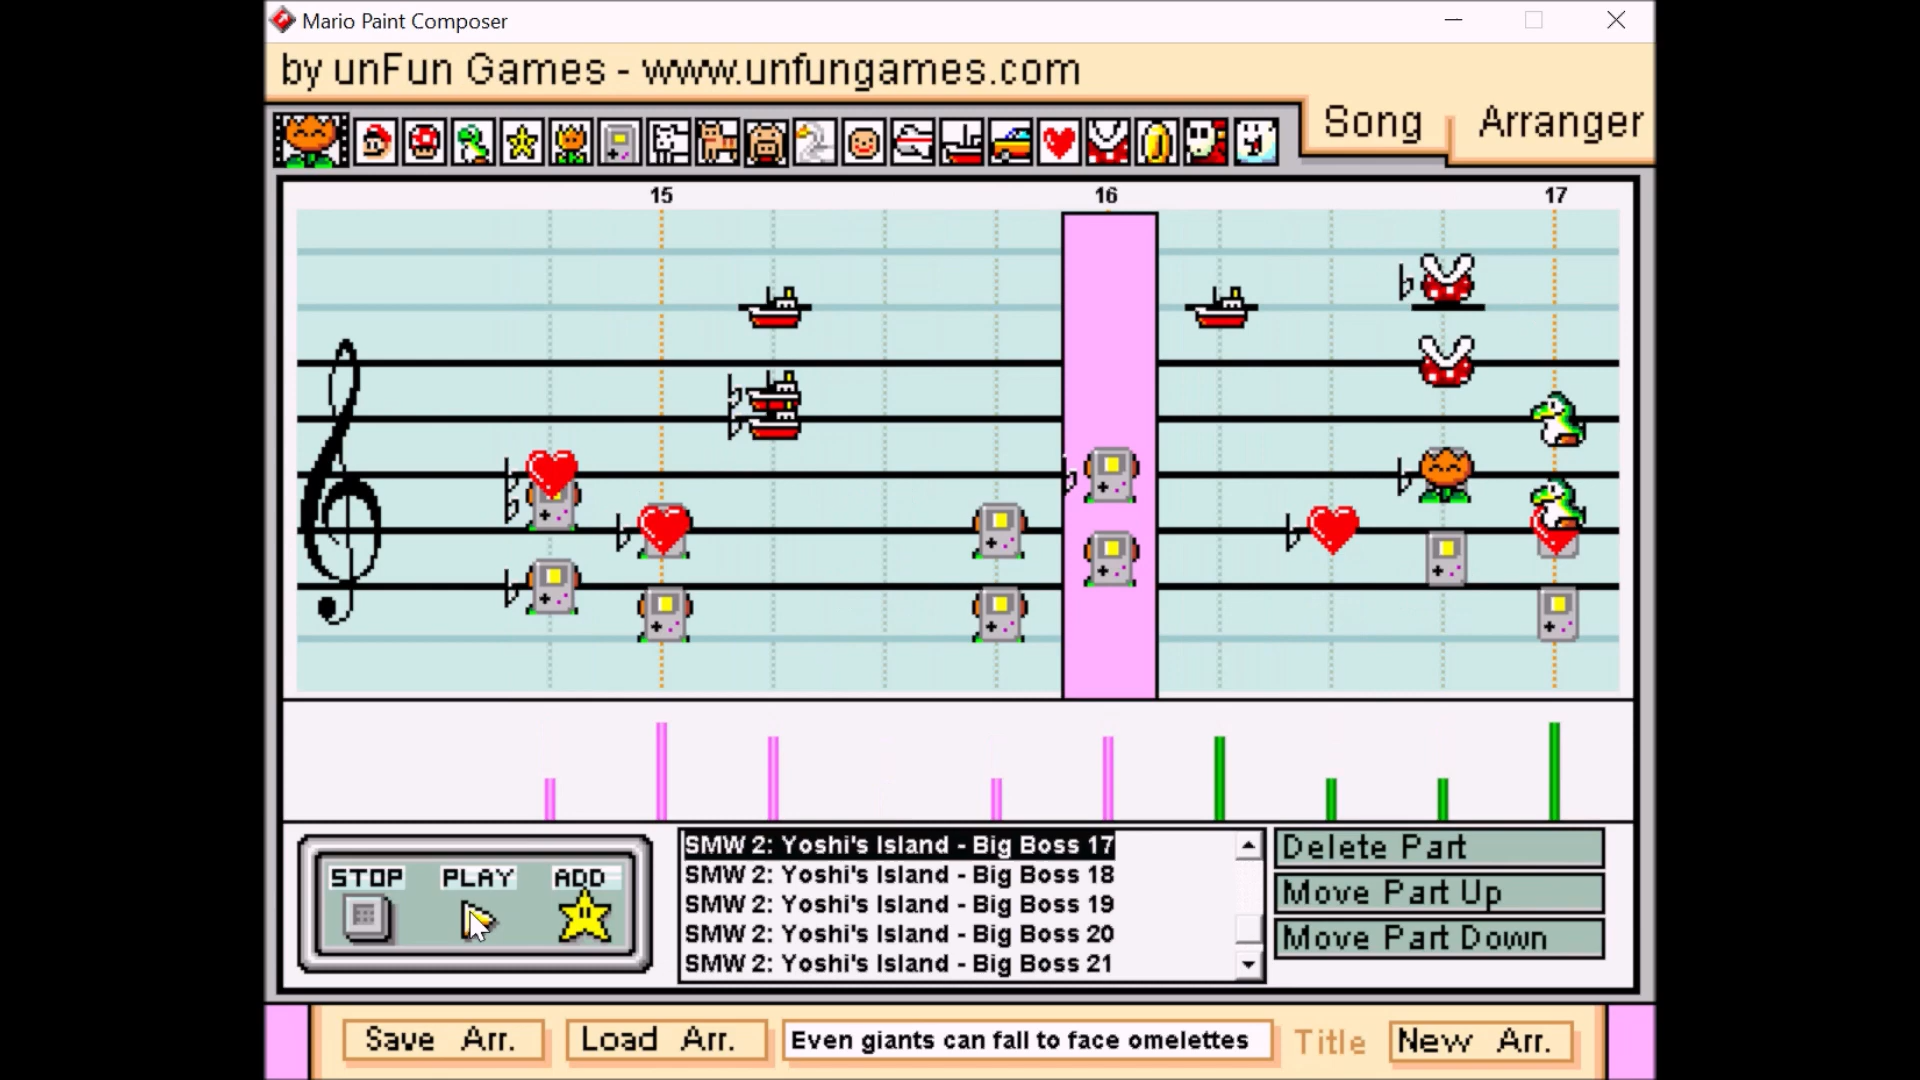 Mario Paint Composer
by unFun Games - www.unfungames.com
Song
Arranger
15
16
17
STOP
PLAY
ADD
SMW 2: Yoshi's Island - Big Boss 17
SMW 2: Yoshi's Island - Big Boss 18
SMW 2: Yoshi's Island - Big Boss 19
SMW 2: Yoshi's Island - Big Boss 20
SMW 2: Yoshi's Island - Big Boss 21
Delete Part
Move Part Up
Move Part Down
Save Arr.
Load Arr.
Even giants can fall to face omelettes
Title
New Arr.